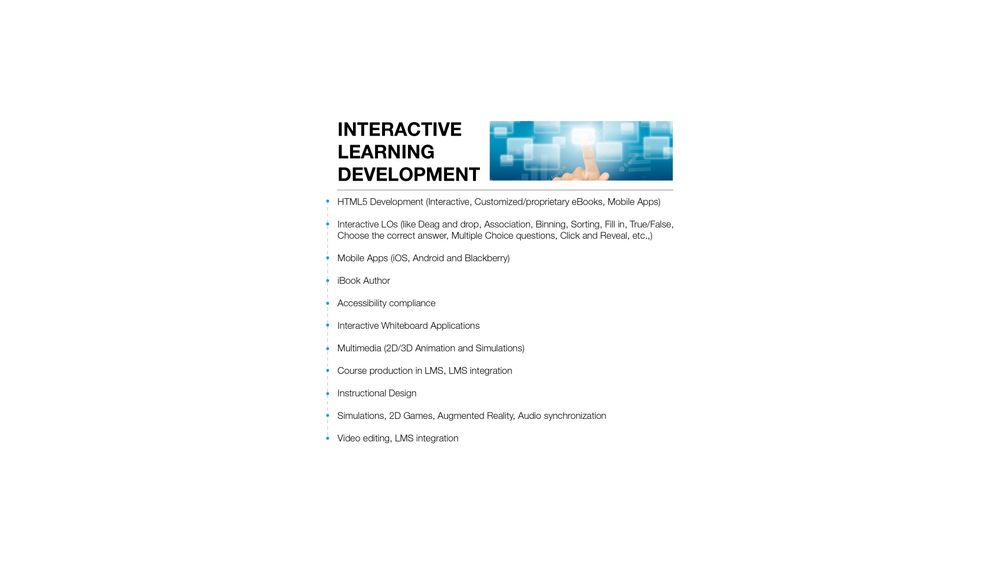 INTERACTIVE
LEARNING
DEVELOPMENT
HTML5 Development (Interactive, Customized/proprietary eBooks, Mobile Apps)
Interactive LOs (like Deag and drop, Association, Binning, Sorting, Fill in, True/False,
Choose the correct answer, Multiple Choice questions, Click and Reveal, etc.,)
Mobile Apps (iOS, Android and Blackberry)
iBook Author
Accessibility compliance
Interactive Whiteboard Applications
Multimedia (2D/3D Animation and Simulations)
Course production in LMS, LMS integration
Instructional Design
Simulations, 2D Games, Augmented Reality, Audio synchronization
Video editing, LMS integration